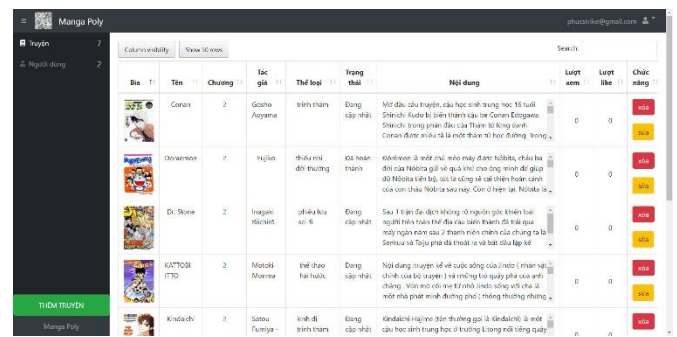 ≡ Manga Poly
phucstrike@gmail.com
Truyện 7
Người dùng 2
Column visibility Show 10 rows
Search:
Bìa Tên Chương Tác giả Thể loại Trạng thái Nội dung Lượt xem Lượt like Chức năng
Conan 2 Gosho Aoyama trinh thám Đang cập nhật
Mở đầu câu truyện, cậu học sinh trung học 16 tuổi
Shinichi Kudo bị biến thành cậu bé Conan Edogawa.
Shinichi trong phần đầu của Thám tử lừng danh
Conan được miêu tả là một thám tử học đường. Trong
0 0 xóa
sửa
Doraemon 2 Fujiko thiếu nhi đời thường Đã hoàn thành
Đôrêmon là một chú mèo máy được Nôbita, cháu ba
đời của Nôbita gửi về quá khứ cho ông mình để giúp
đỡ Nôbita tiến bộ, tức là cũng sẽ cải thiện hoàn cảnh
của con cháu Nôbita sau này. Còn ở hiện tại, Nôbita là
0 0 xóa
sửa
Dr. Stone 2 Inagaki Riichirō phiêu lưu sci-fi Đang cập nhật
Sau 1 trận đại dịch không rõ nguồn gốc khiến loài
người trên toàn thế địa cầu biến thành đá trải qua
mấy ngàn năm sau 2 thanh niên chính của chúng ta là
Senkuu và Taiju phá đá thoát ra và bắt đầu lập kế
0 0 xóa
sửa
KATTOBI ITTO 2 Motoki Monma thể thao hài hước Đang cập nhật
Nội dung truyện kể về cuộc sống của Jindo ( nhân vật
chính của bộ truyện ) và những trò quậy phá của anh
chàng . Vốn mồ côi mẹ từ nhỏ Jindo sống với cha là
một nhà phát minh đường phố ( thông thường những
0 0 xóa
sửa
Kindaichi 2 Satou Fumiya - kinh dị trinh thám Đang cập nhật
Kindaichi Hajime (tên thường gọi là Kindaichi) là một
cậu học sinh trung học ở trường
nổi tiếng quậy
0 0 xóa
THÊM TRUYỆN
Manga Poly